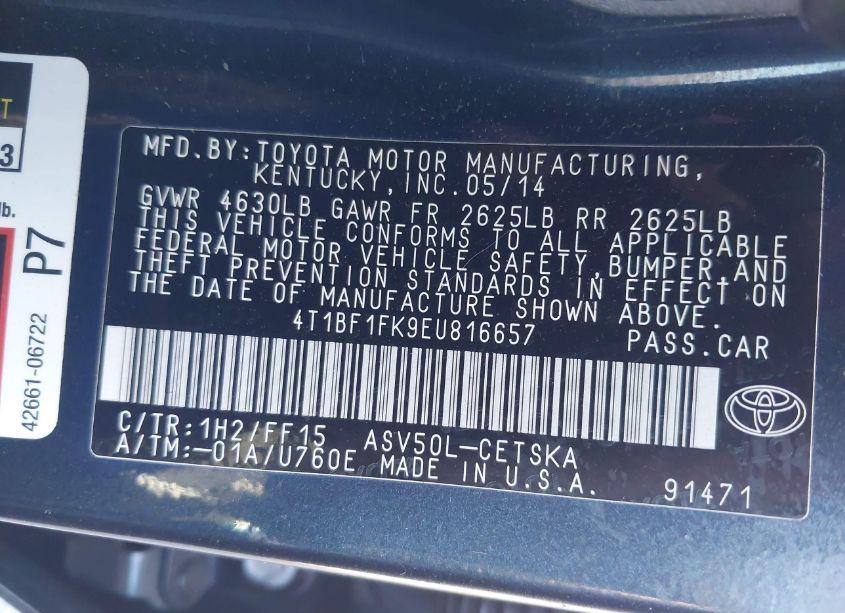 MFD.BY:TOYOTA MOTOR MANUFACTURING,
KENTUCKY, INC. 05/14
GVWR 4630LB GAWR FR 2625LB RR 2625LB
THIS VEHICLE CONFORMS TO ALL APPLICABLE
FEDERAL MOTOR VEHICLE SAFETY, BUMPER, AND
THEFT PREVENTION STANDARDS IN EFFECT ON
THE DATE OF MANUFACTURE SHOWN ABOVE.
4T1BF1FK9EU816657 PASS.CAR
C/TR:1H2/FF15 ASV50L-CETSKA
A/TM:-01A/U760E MADE IN U.S.A. 91471
3
lb.
P7
42661-06722